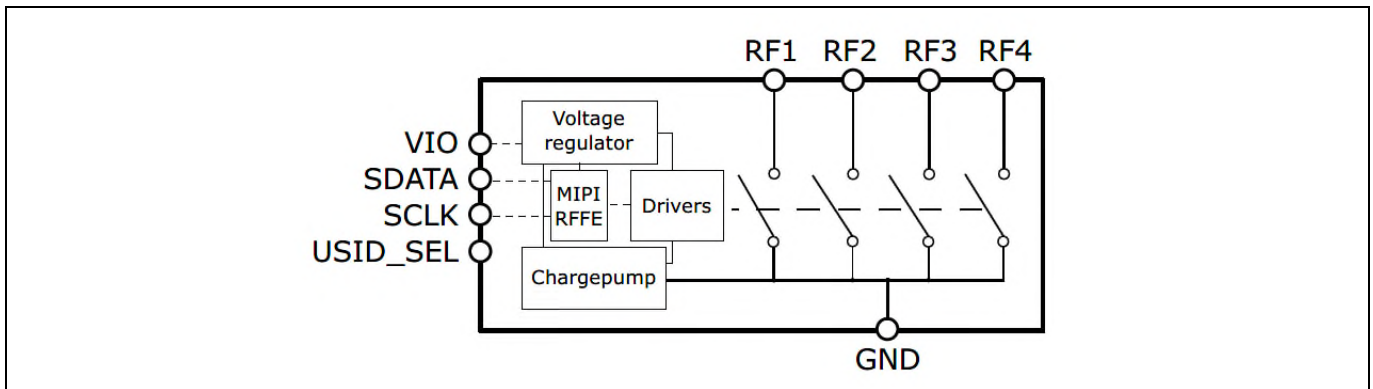 RF1 RF2 RF3 RF4
Voltage
regulator
VIO
SDATA
SCLK
USID_SEL
MIPI
RFFE
Drivers
Chargepump
GND